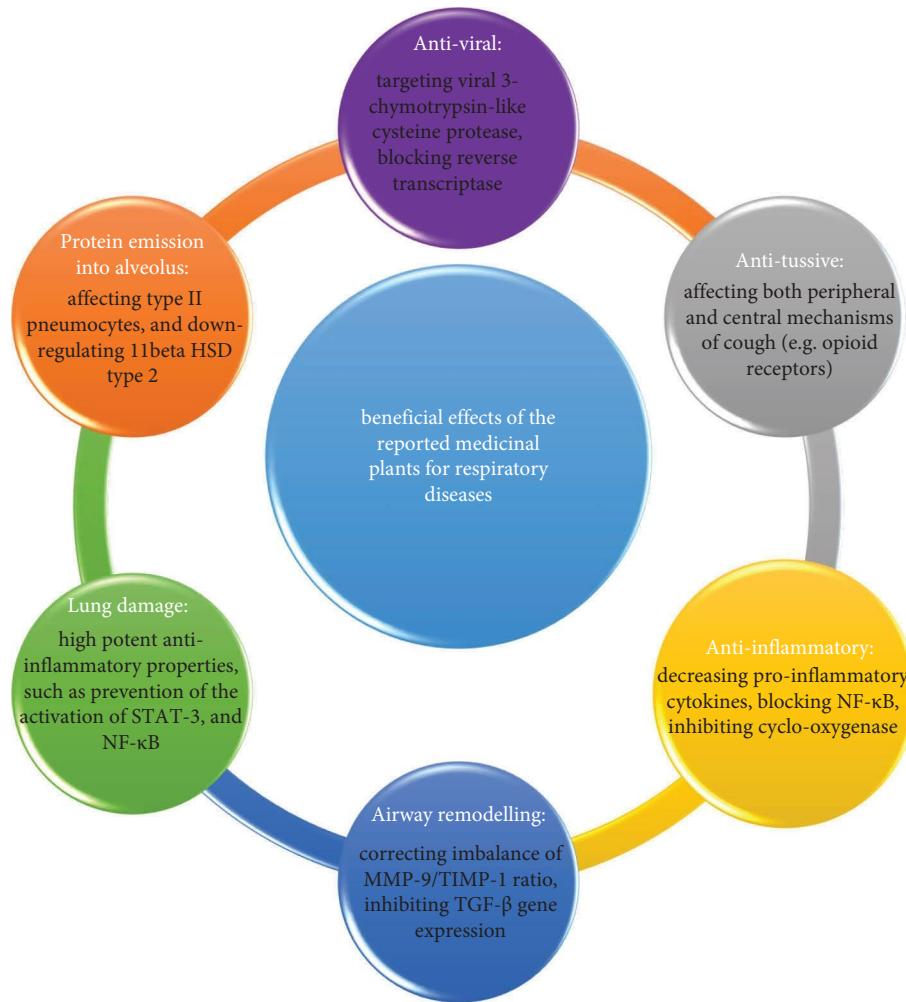 Anti-viral:
targeting viral 3-
chymotrypsin-like
cysteine protease,
blocking reverse
transcriptase
Protein emission
into alveolus:
affecting type II
pneumocytes, and down-
regulating 11beta HSD
type 2
Anti-tussive:
affecting both peripheral
and central mechanisms
of cough (e.g. opioid
receptors)
beneficial effects of the
reported medicinal
plants for respiratory
diseases
Lung damage:
high potent anti-
inflammatory properties,
such as prevention of the
activation of STAT-3, and
NF-κB
Anti-inflammatory:
decreasing pro-inflammatory
cytokines, blocking NF-κB,
inhibiting cyclo-oxygenase
Airway remodelling:
correcting imbalance of
MMP-9/TIMP-1 ratio,
inhibiting TGF-β gene
expression